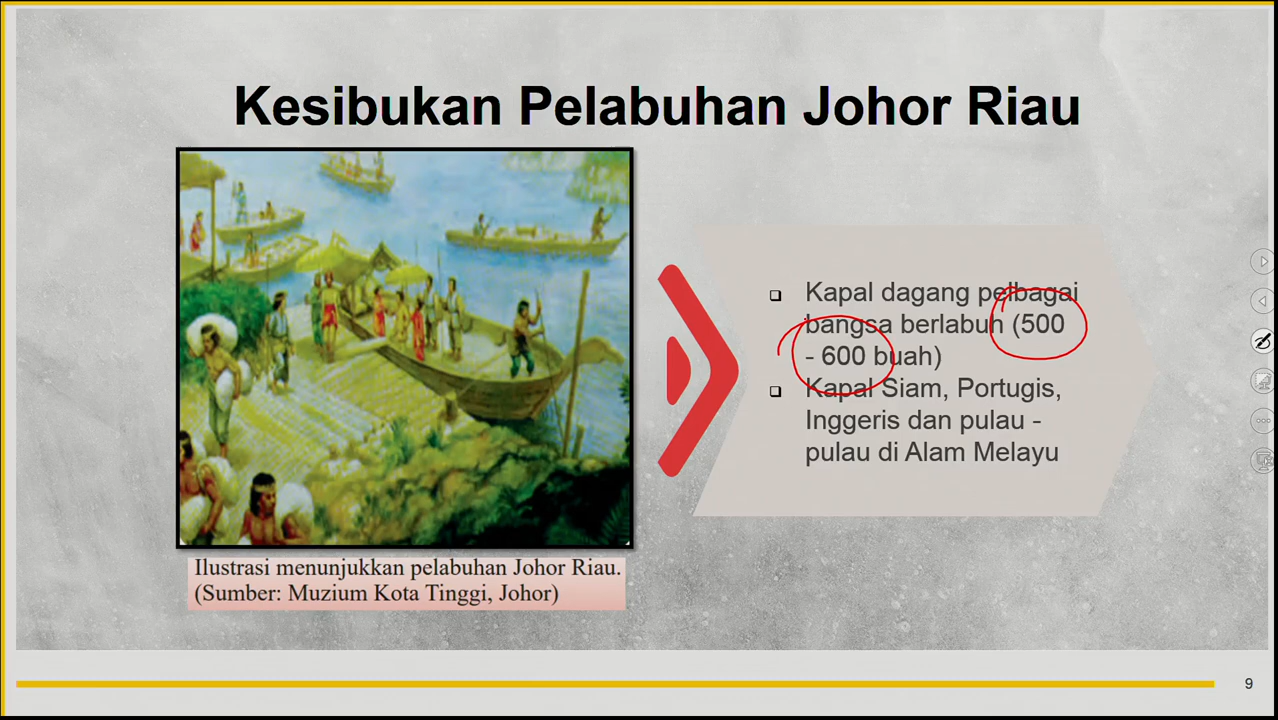 Kesibukan Pelabuhan Johor Riau
Kapal dagang pelbagai
bangsa berlabuh (500
- 600 buah)
Kapal Siam, Portugis,
Inggeris dan pulau -
pulau di Alam Melayu
Ilustrasi menunjukkan pelabuhan Johor Riau.
(Sumber: Muzium Kota Tinggi, Johor)
9